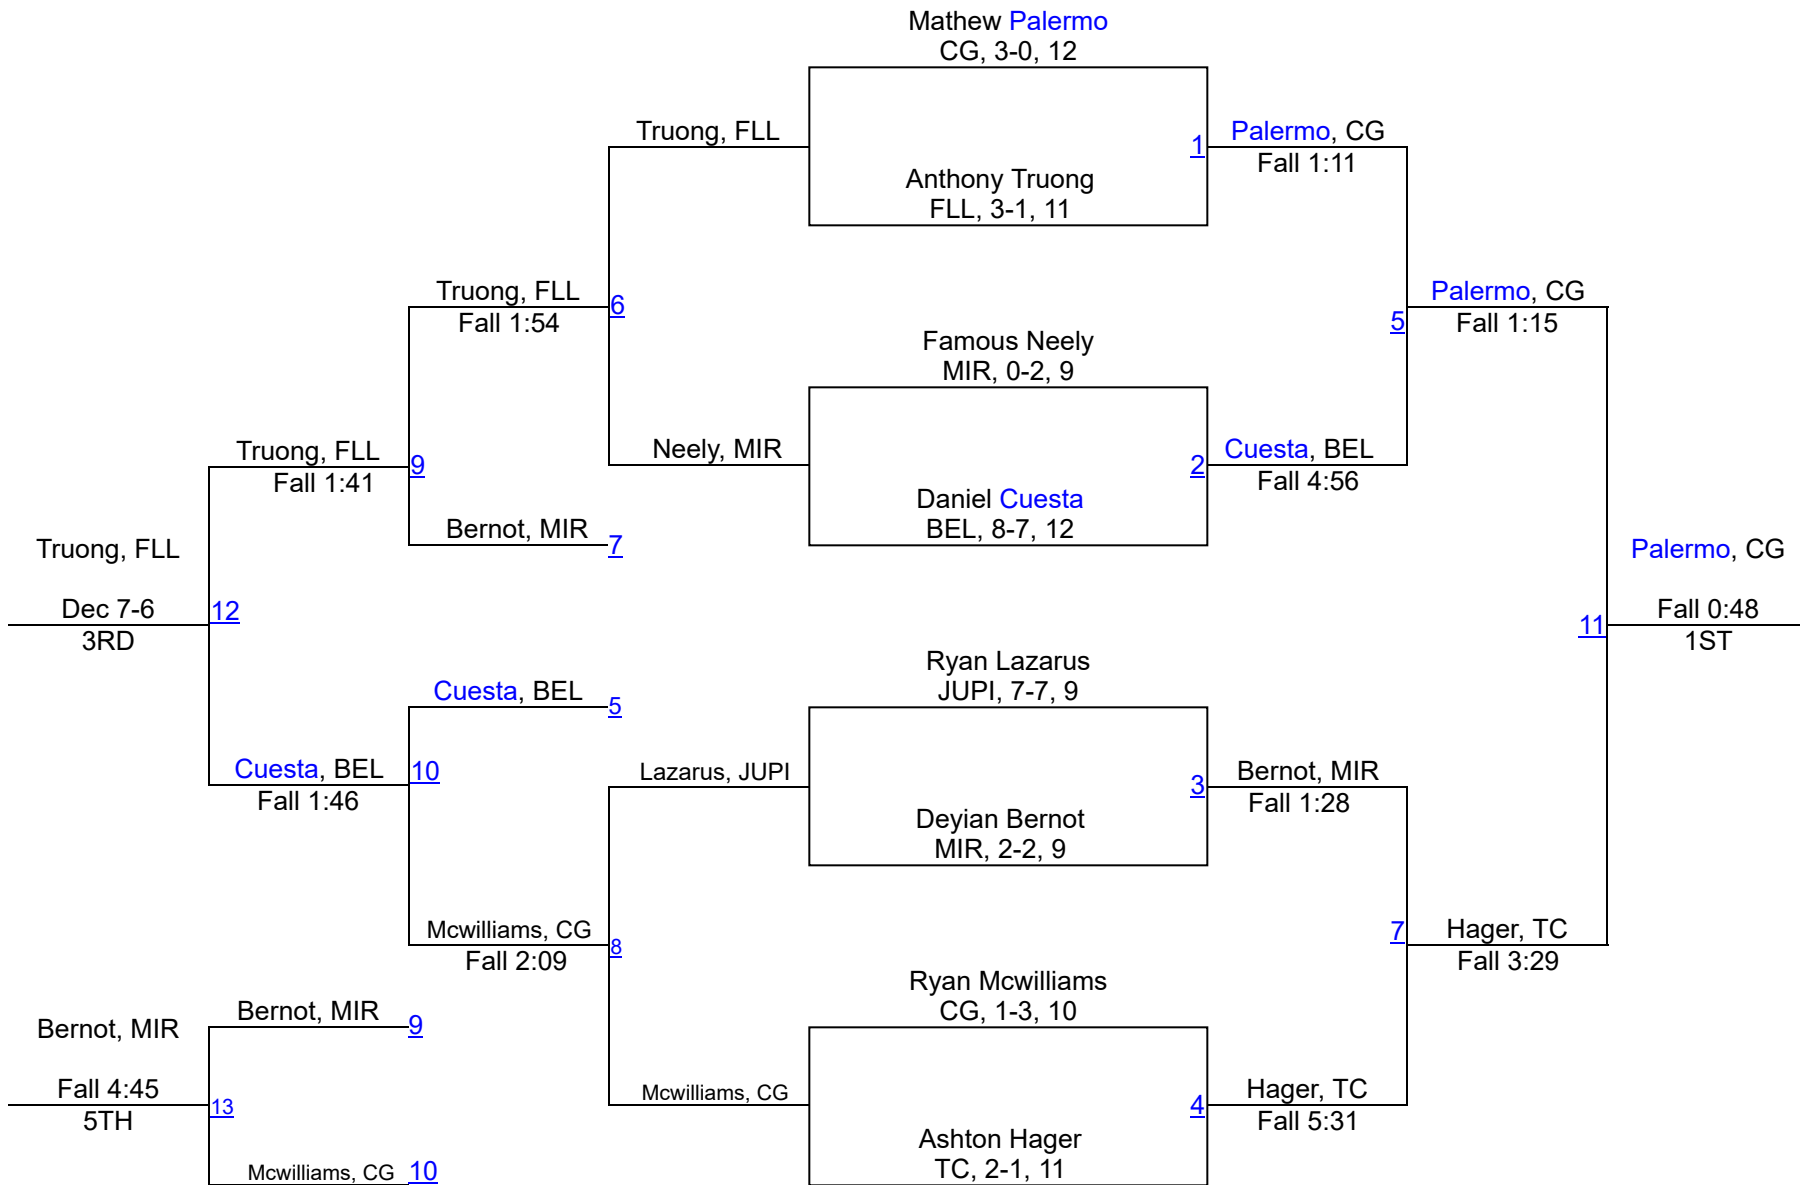 Mathew Palermo
CG, 3-0, 12
Truong, FLL
1
Palermo, CG
Fall 1:11
Anthony Truong
FLL, 3-1, 11
Truong, FLL
Fall 1:54
6
5
Palermo, CG
Fall 1:15
Famous Neely
MIR, 0-2, 9
Truong, FLL
Fall 1:41
9
Neely, MIR
2
Cuesta, BEL
Fall 4:56
Daniel Cuesta
BEL, 8-7, 12
Bernot, MIR
7
Truong, FLL
Dec 7-6
3RD
12
Palermo, CG
Fall 0:48
1ST
11
Ryan Lazarus
JUPI, 7-7, 9
Cuesta, BEL
5
Cuesta, BEL
Fall 1:46
10
Lazarus, JUPI
3
Bernot, MIR
Fall 1:28
Deyian Bernot
MIR, 2-2, 9
Mcwilliams, CG
Fall 2:09
8
7
Hager, TC
Fall 3:29
Ryan Mcwilliams
CG, 1-3, 10
Bernot, MIR
9
Bernot, MIR
Fall 4:45
5TH
13
Mcwilliams, CG
4
Hager, TC
Fall 5:31
Ashton Hager
TC, 2-1, 11
Mcwilliams, CG
10